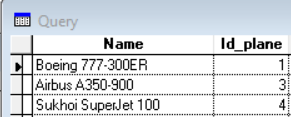 Query
Name Id_plane
Boeing 777-300ER 1
Airbus A350-900 3
Sukhoi SuperJet 100 4